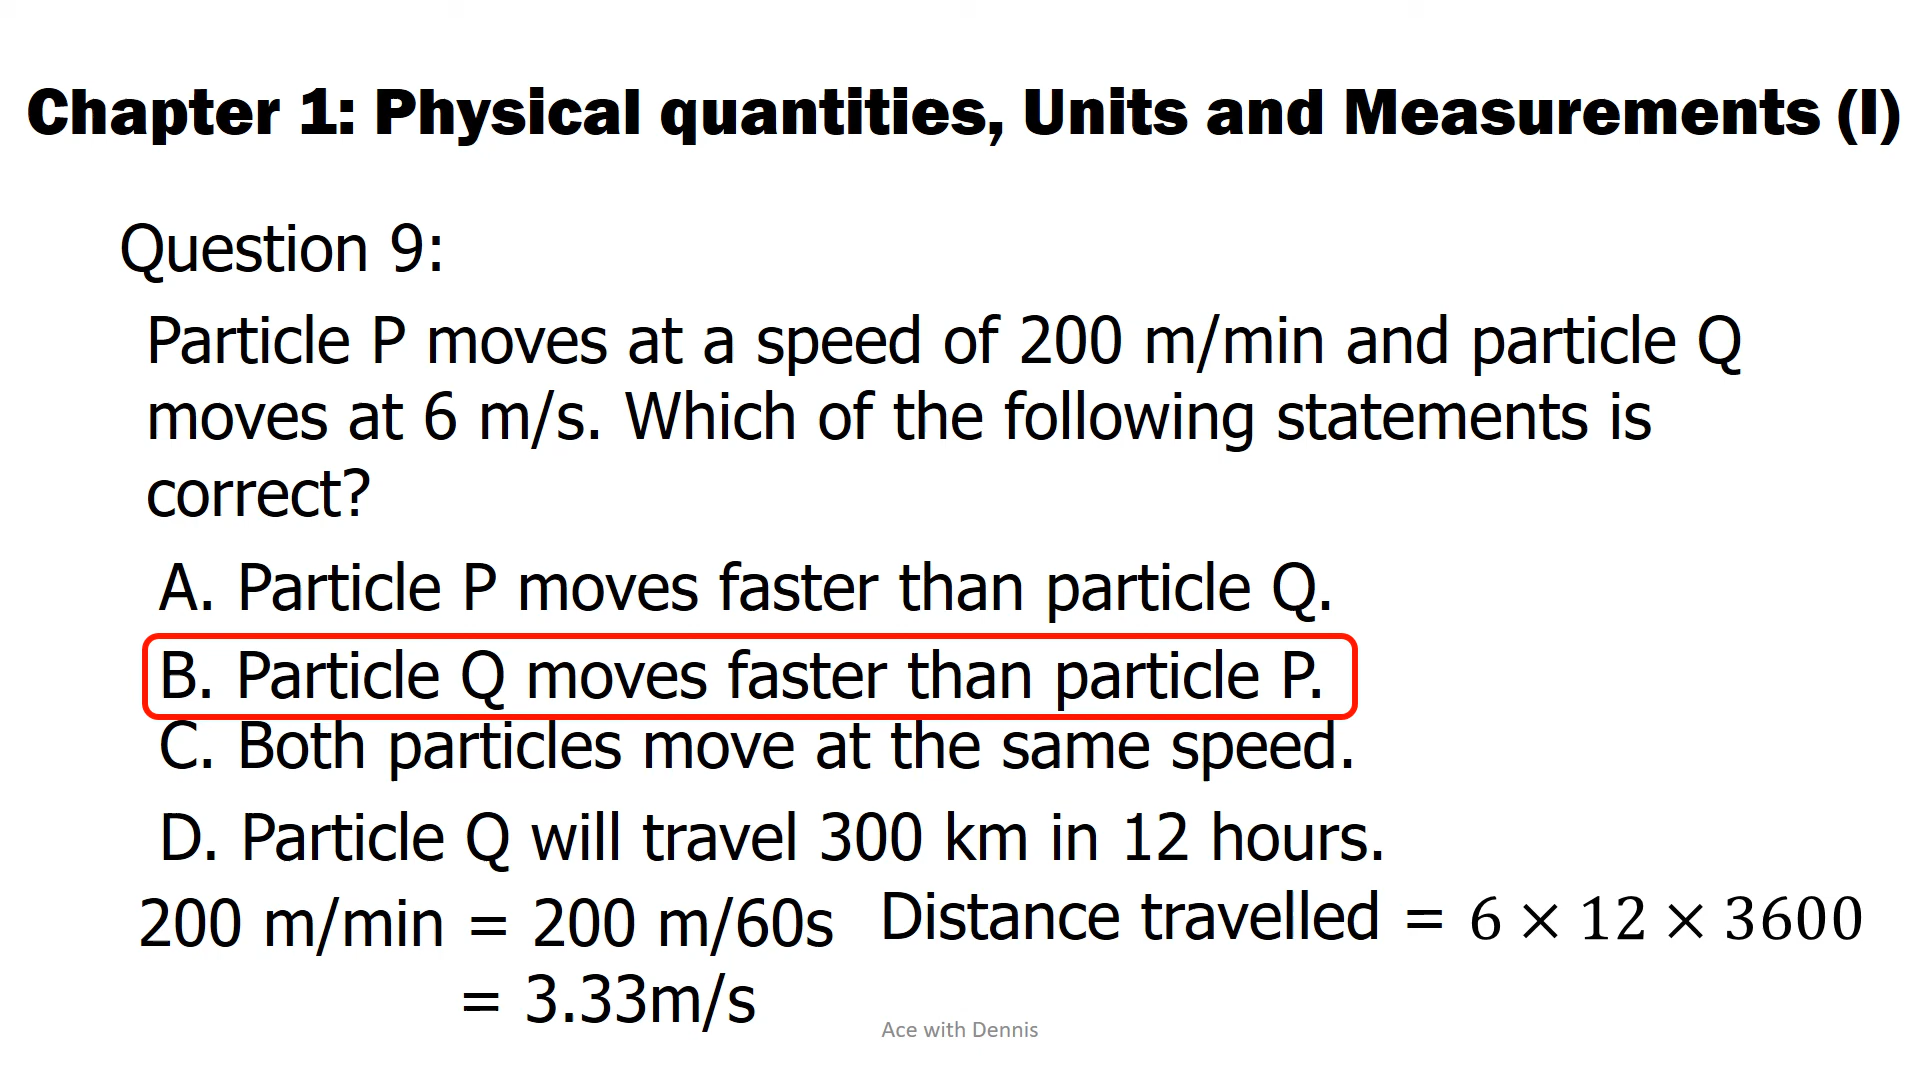 Chapter 1: Physical quantities, Units and Measurements (I)
Question 9:
Particle P moves at a speed of 200 m/min and particle Q
moves at 6 m/s. Which of the following statements is
correct?
A. Particle P moves faster than particle Q.
B. Particle Q moves faster than particle P.
C. Both particles move at the same speed.
D. Particle Q will travel 300 km in 12 hours.
200 m/min = 200 m/60s
= 3.33m/s
Distance travelled = 6 × 12 × 3600
Ace with Dennis